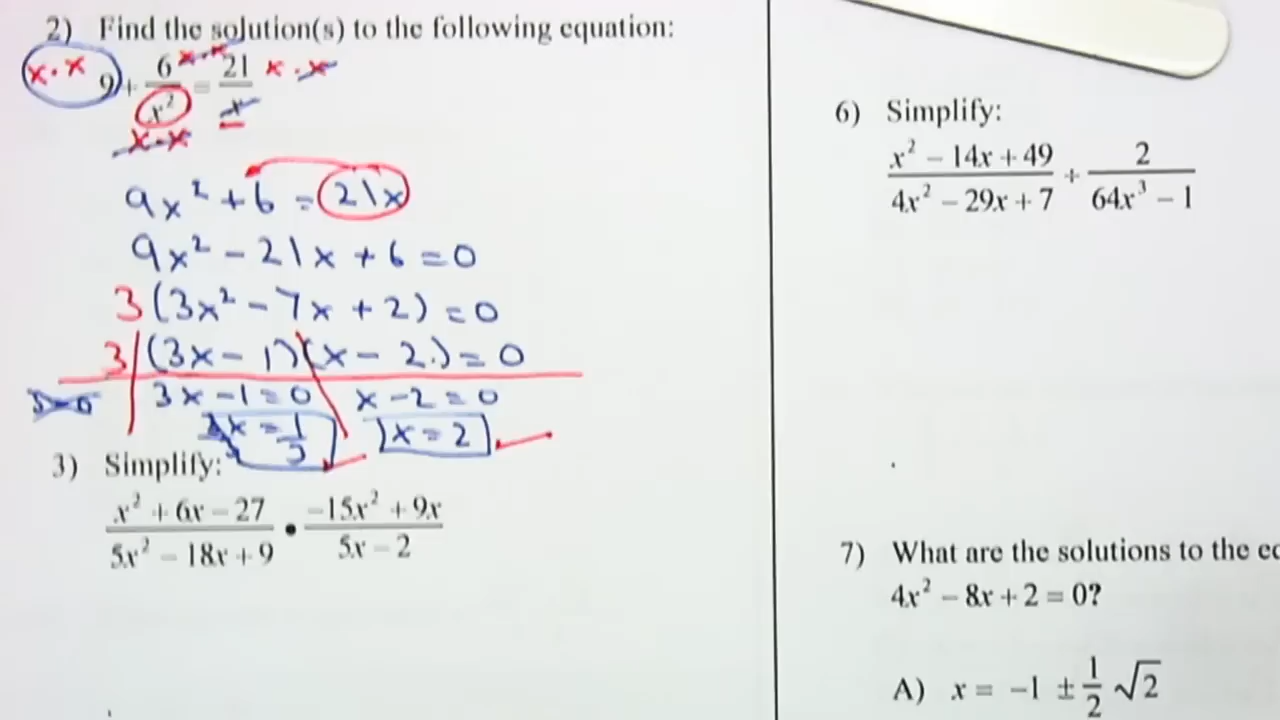 2) Find the solution(s) to the following equation:
x · x 9 + 6/x² x · x = 21/x x · x
x · x
9x² + 6 = 21x
9x² - 21x + 6 = 0
3(3x² - 7x + 2) = 0
3(3x - 1)(x - 2) = 0
3x - 1 = 0 x - 2 = 0
x = 1/3 x = 2
3) Simplify:
(x² + 6x - 27)/(5x² - 18x + 9) • (-15x² + 9x)/(5x - 2)
6) Simplify:
(x² - 14x + 49)/(4x² - 29x + 7) + 2/(64x³ - 1)
7) What are the solutions to the
4x² - 8x + 2 = 0?
A) x = -1 ± 1/2 √2